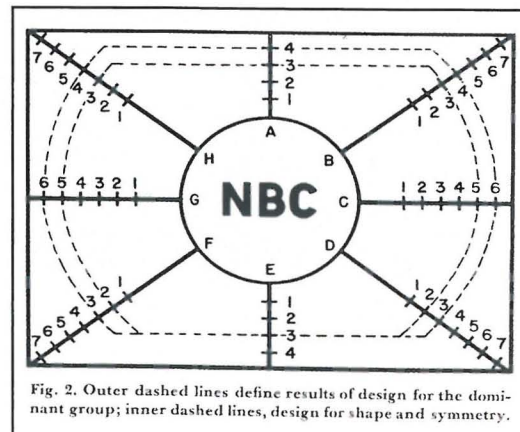 7 6 5 4 3 2 1
4
3
2
1
1 2 3 4 5 6 7
A
H
B
6 5 4 3 2 1
G
NBC
C
1 2 3 4 5 6
F
D
E
7 6 5 4 3 2 1
1
2
3
4
1 2 3 4 5 6 7
Fig. 2. Outer dashed lines define results of design for the domi-
nant group; inner dashed lines, design for shape and symmetry.